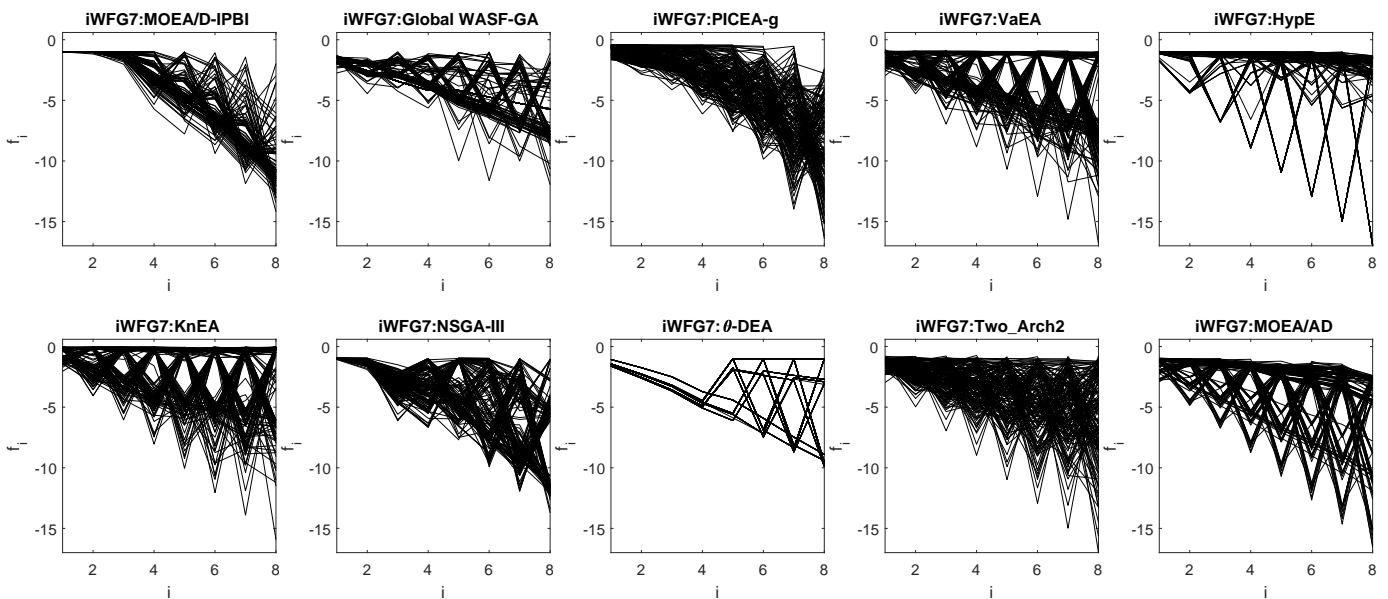 iWFG7:MOEA/D-IPBI
0
-5
-10
-15
f_i
2 4 6 8
i
iWFG7:Global WASF-GA
0
-5
-10
-15
f_i
2 4 6 8
i
iWFG7:PICEA-g
0
-5
-10
-15
f_i
2 4 6 8
i
iWFG7:VaEA
0
-5
-10
-15
f_i
2 4 6 8
i
iWFG7:HypE
0
-5
-10
-15
f_i
2 4 6 8
i
iWFG7:KnEA
0
-5
-10
-15
f_i
2 4 6 8
i
iWFG7:NSGA-III
0
-5
-10
-15
f_i
2 4 6 8
i
iWFG7:θ-DEA
0
-5
-10
-15
f_i
2 4 6 8
i
iWFG7:Two_Arch2
0
-5
-10
-15
f_i
2 4 6 8
i
iWFG7:MOEA/AD
0
-5
-10
-15
f_i
2 4 6 8
i